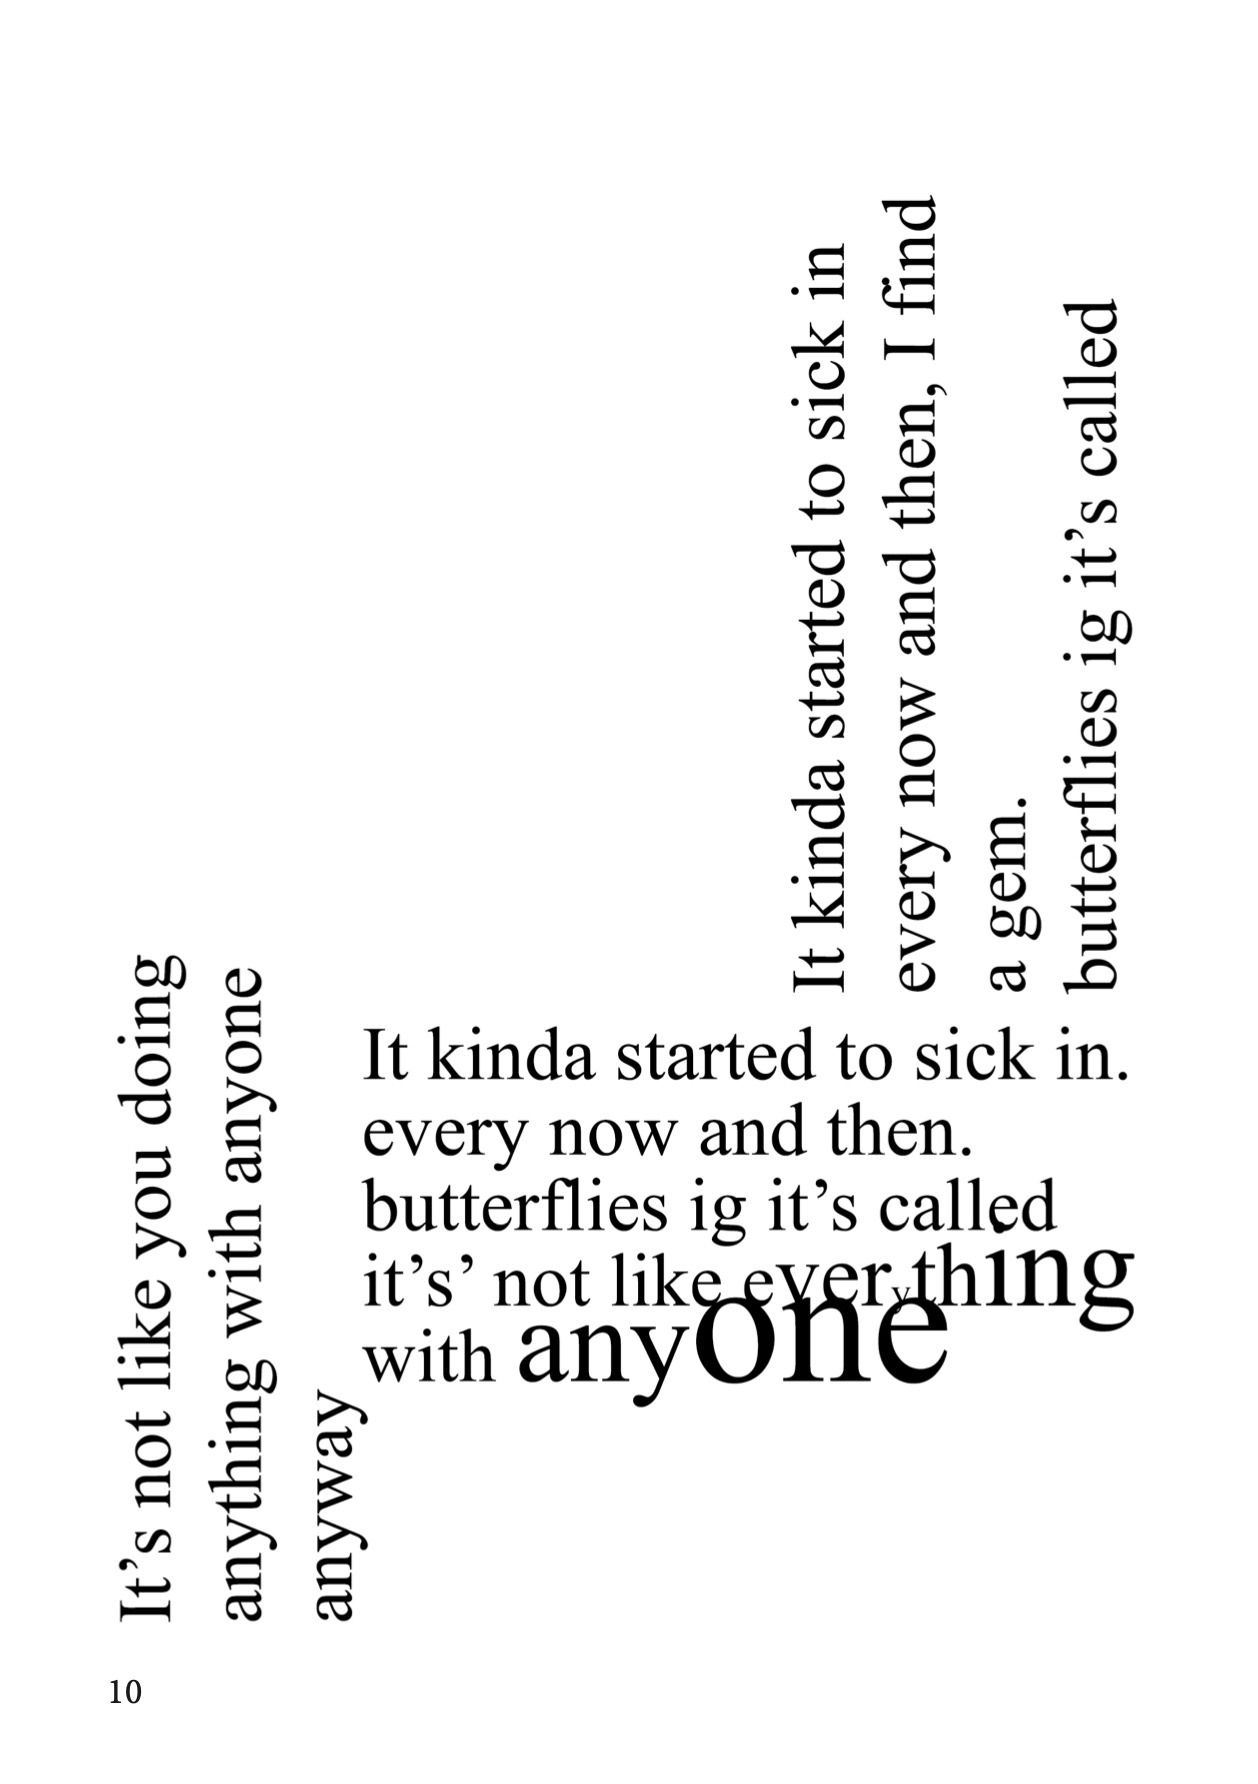 It's not like you doing
anything with anyone
anyway
It kinda started to sick in
every now and then, I find
a gem.
butterflies ig it’s called
It kinda started to sick in.
every now and then.
butterflies ig it’s called
it’s’ not like everything
with anyone
10